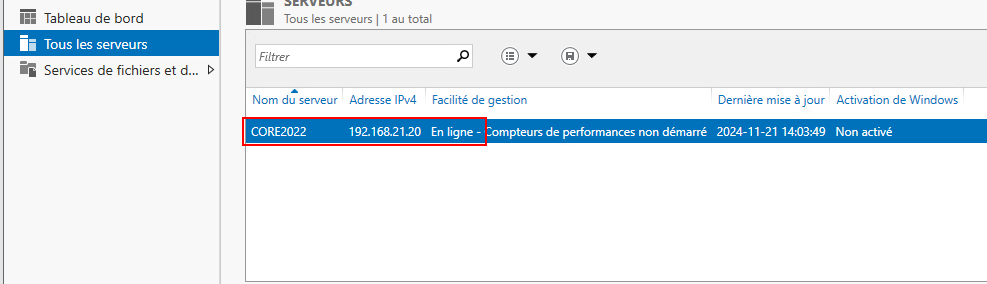 SERVEURS
Tous les serveurs | 1 au total
Tableau de bord
Tous les serveurs
Services de fichiers et d...
Filtrer
Nom du serveur Adresse IPv4 Facilité de gestion Dernière mise à jour Activation de Windows
CORE2022 192.168.21.20 En ligne - Compteurs de performances non démarré 2024-11-21 14:03:49 Non activé